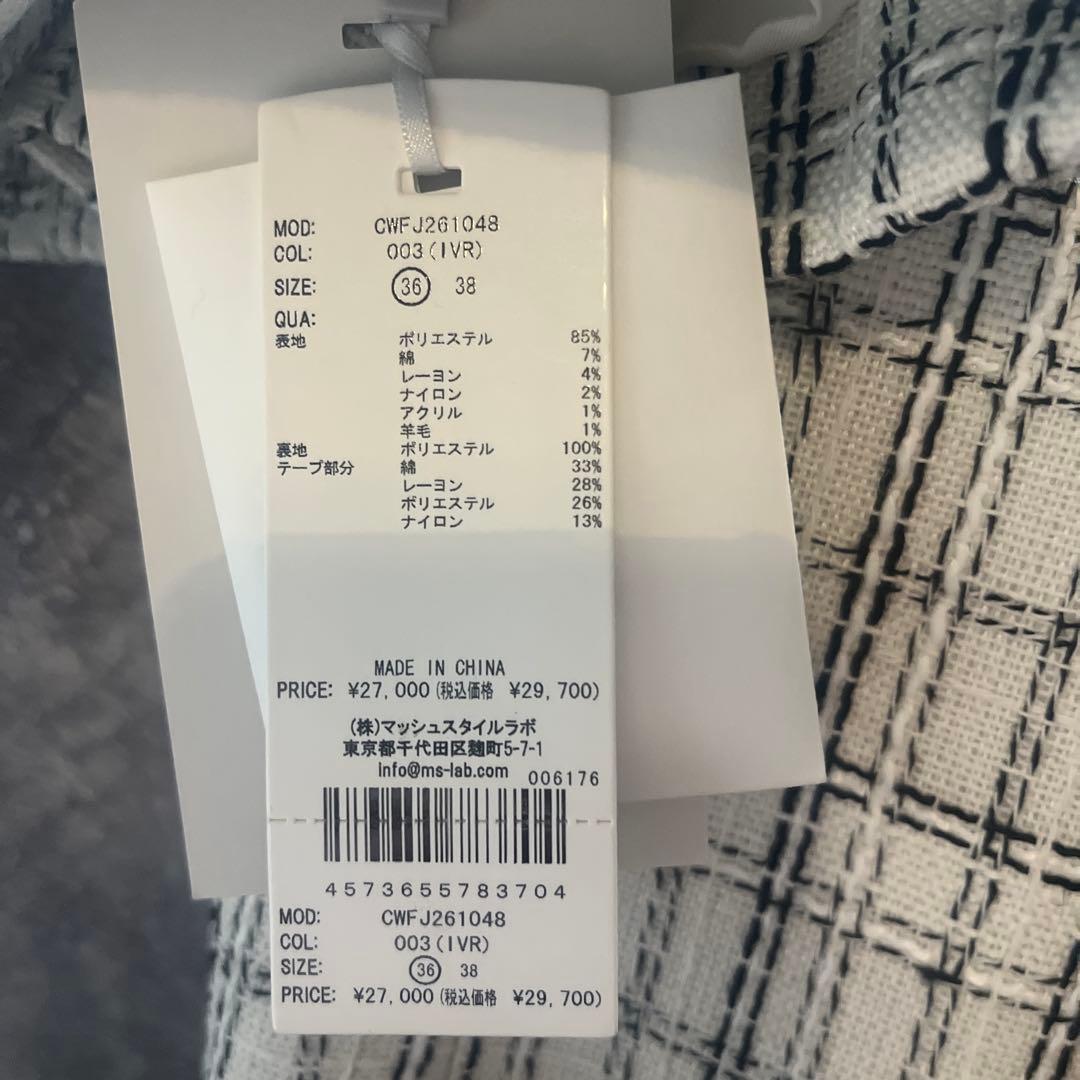 MOD: CWFJ261048
COL: 003(IVR)
SIZE: 36 38
QUA:
表地 ポリエステル 85%
綿 7%
レーヨン 4%
ナイロン 2%
アクリル 1%
羊毛 1%
裏地 ポリエステル 100%
テープ部分 綿 33%
レーヨン 28%
ポリエステル 26%
ナイロン 13%
MADE IN CHINA
PRICE: ¥27,000(税込価格 ¥29,700)
(株)マッシュスタイルラボ
東京都千代田区麹町5-7-1
info@ms-lab.com 006176
4573655783704
MOD: CWFJ261048
COL: 003(IVR)
SIZE: 36 38
PRICE: ¥27,000(税込価格 ¥29,700)